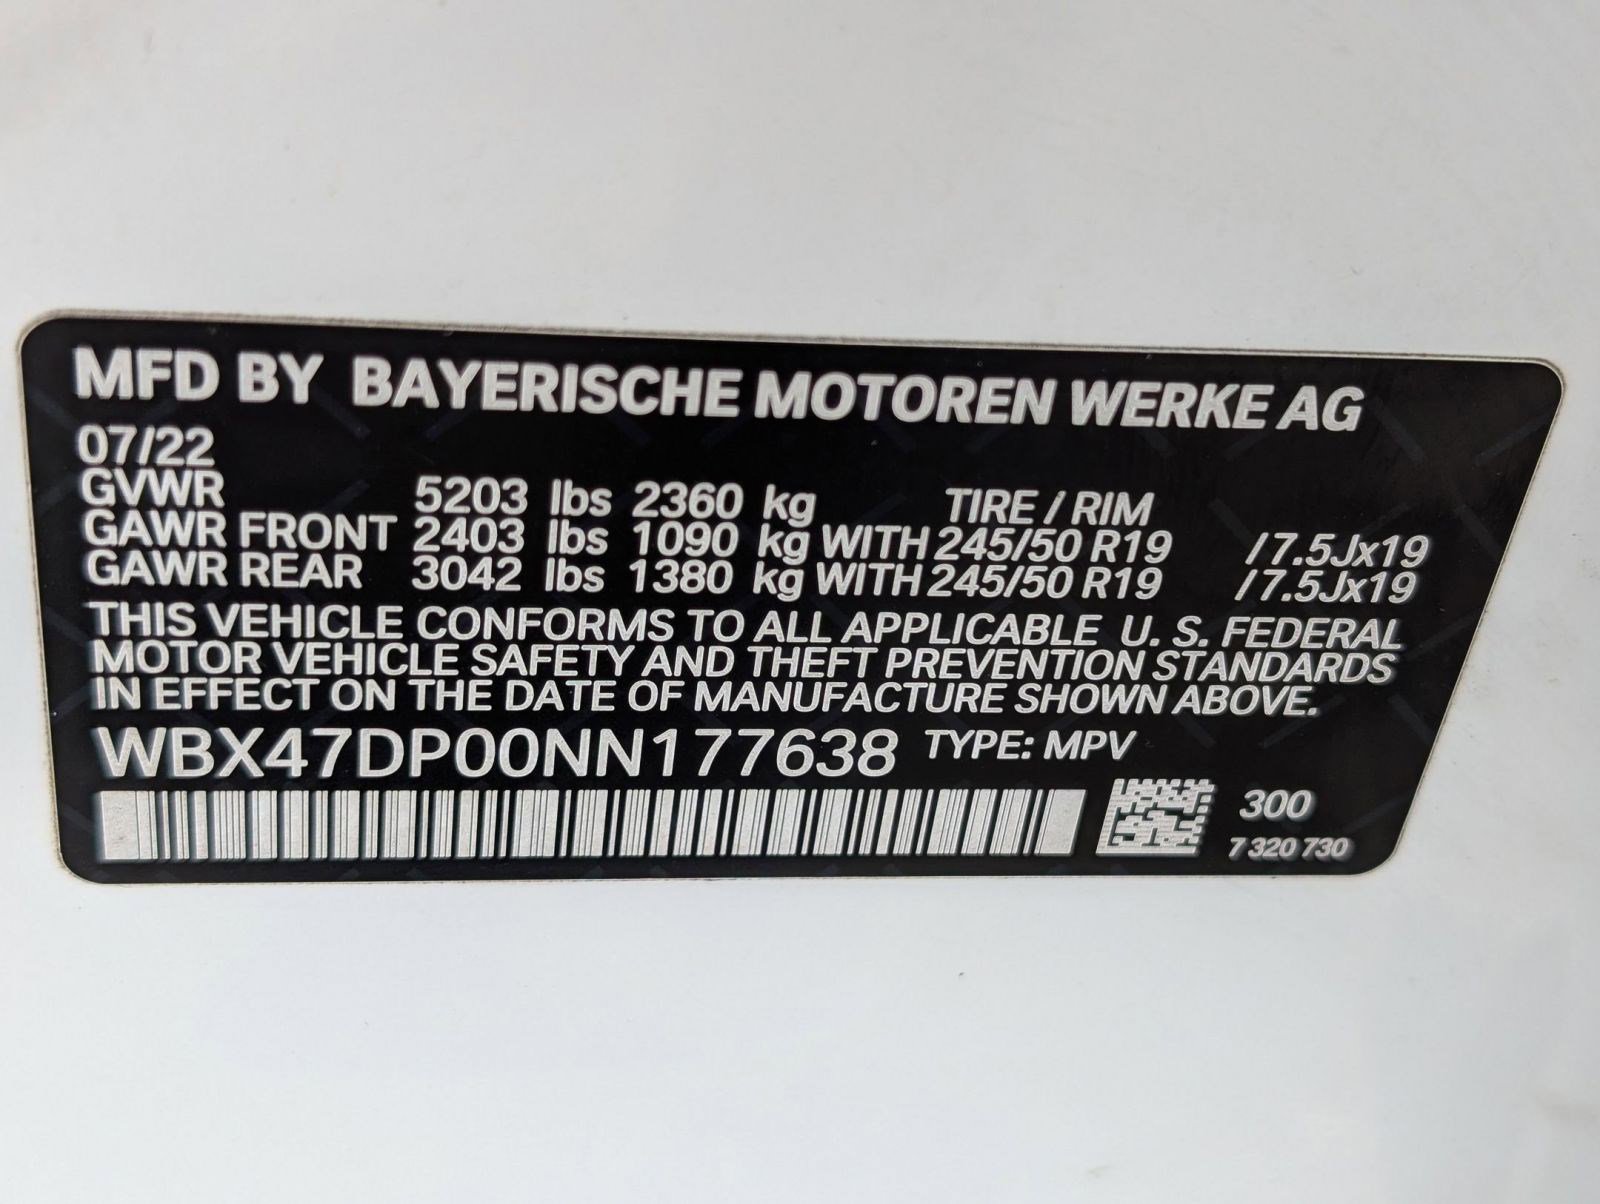 MFD BY BAYERISCHE MOTOREN WERKE AG
07/22
GVWR 5203 lbs 2360 kg TIRE / RIM
GAWR FRONT 2403 lbs 1090 kg WITH 245/50 R19 /7.5Jx19
GAWR REAR 3042 lbs 1380 kg WITH 245/50 R19 /7.5Jx19
THIS VEHICLE CONFORMS TO ALL APPLICABLE U. S. FEDERAL
MOTOR VEHICLE SAFETY AND THEFT PREVENTION STANDARDS
IN EFFECT ON THE DATE OF MANUFACTURE SHOWN ABOVE.
WBX47DP00NN177638 TYPE: MPV
300
7 320 730